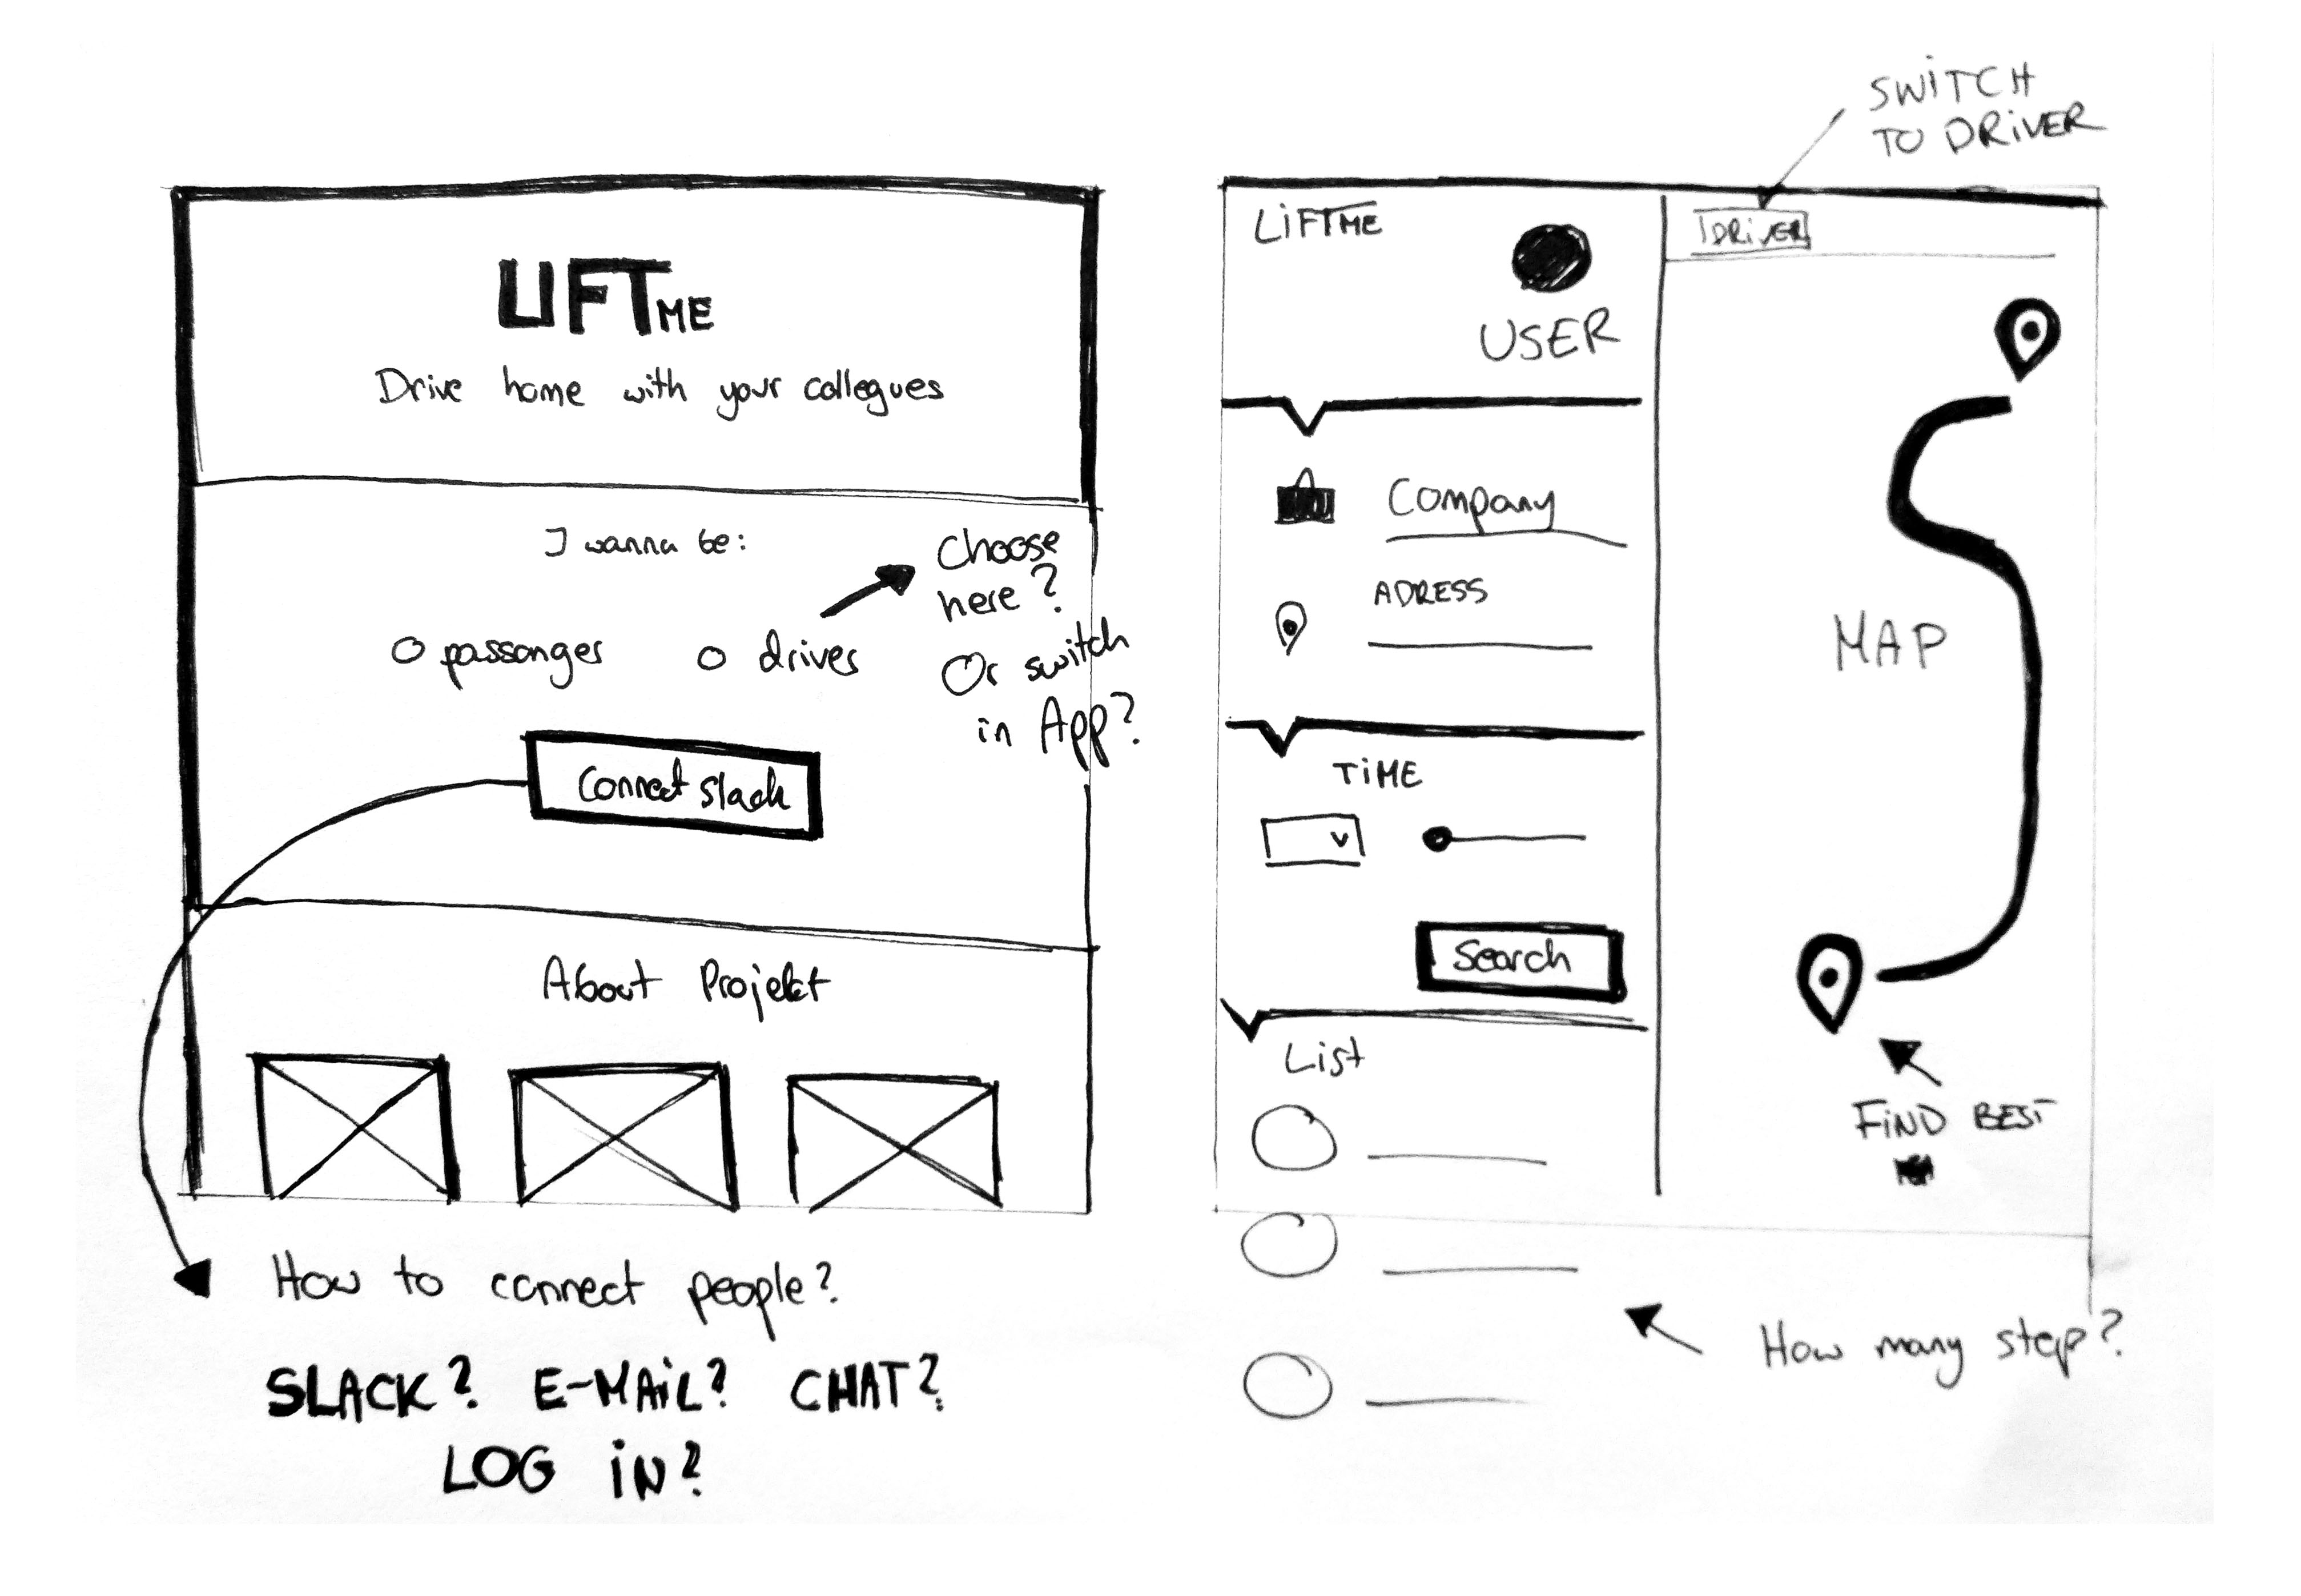 LIFTME
Drive home with your collegues
I wanna be:
passanges
drives
Choose
here?
Or switch
in App?
Connect slack
About Projekt
How to connect people?
SLACK? E-MAiL? CHAT?
LOG iN?
SWiTCH
TO DRiVER
LiFTME
USER
DRiVER
Company
ADRESS
TiME
Search
List
MAP
FiND BEST
How many step?